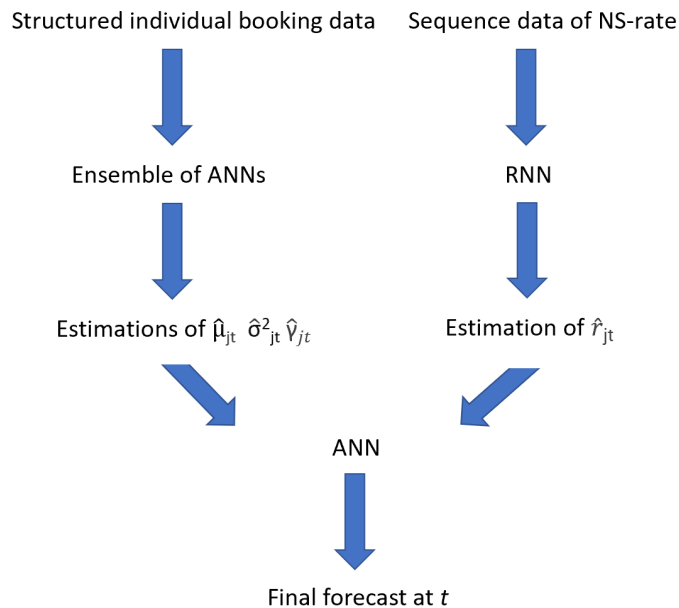 Structured individual booking data
Sequence data of NS-rate
Ensemble of ANNs
RNN
Estimations of μ̂jt σ̂²jt γ̂jt
Estimation of r̂jt
ANN
Final forecast at t